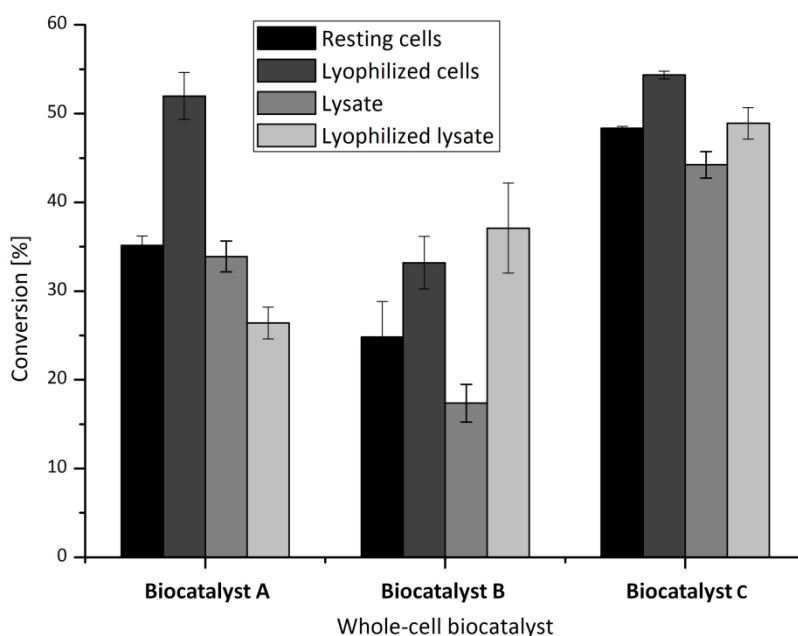 60
50
40
30
20
10
0
Conversion [%]
Resting cells
Lyophilized cells
Lysate
Lyophilized lysate
Biocatalyst A
Biocatalyst B
Biocatalyst C
Whole-cell biocatalyst